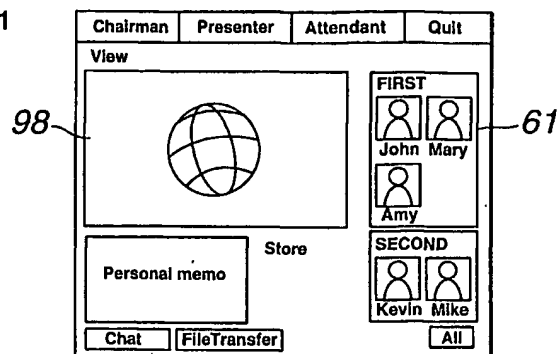 1
Chairman Presenter Attendant Quit
View
98
FIRST
61
John Mary
Amy
Store
SECOND
Personal memo
Kevin Mike
Chat FileTransfer All